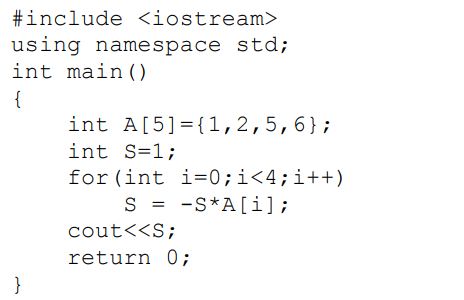 #include <iostream>
using namespace std;
int main()
{
    int A[5]={1,2,5,6};
    int S=1;
    for(int i=0;i<4;i++)
        S = -S*A[i];
    cout<<S;
    return 0;
}